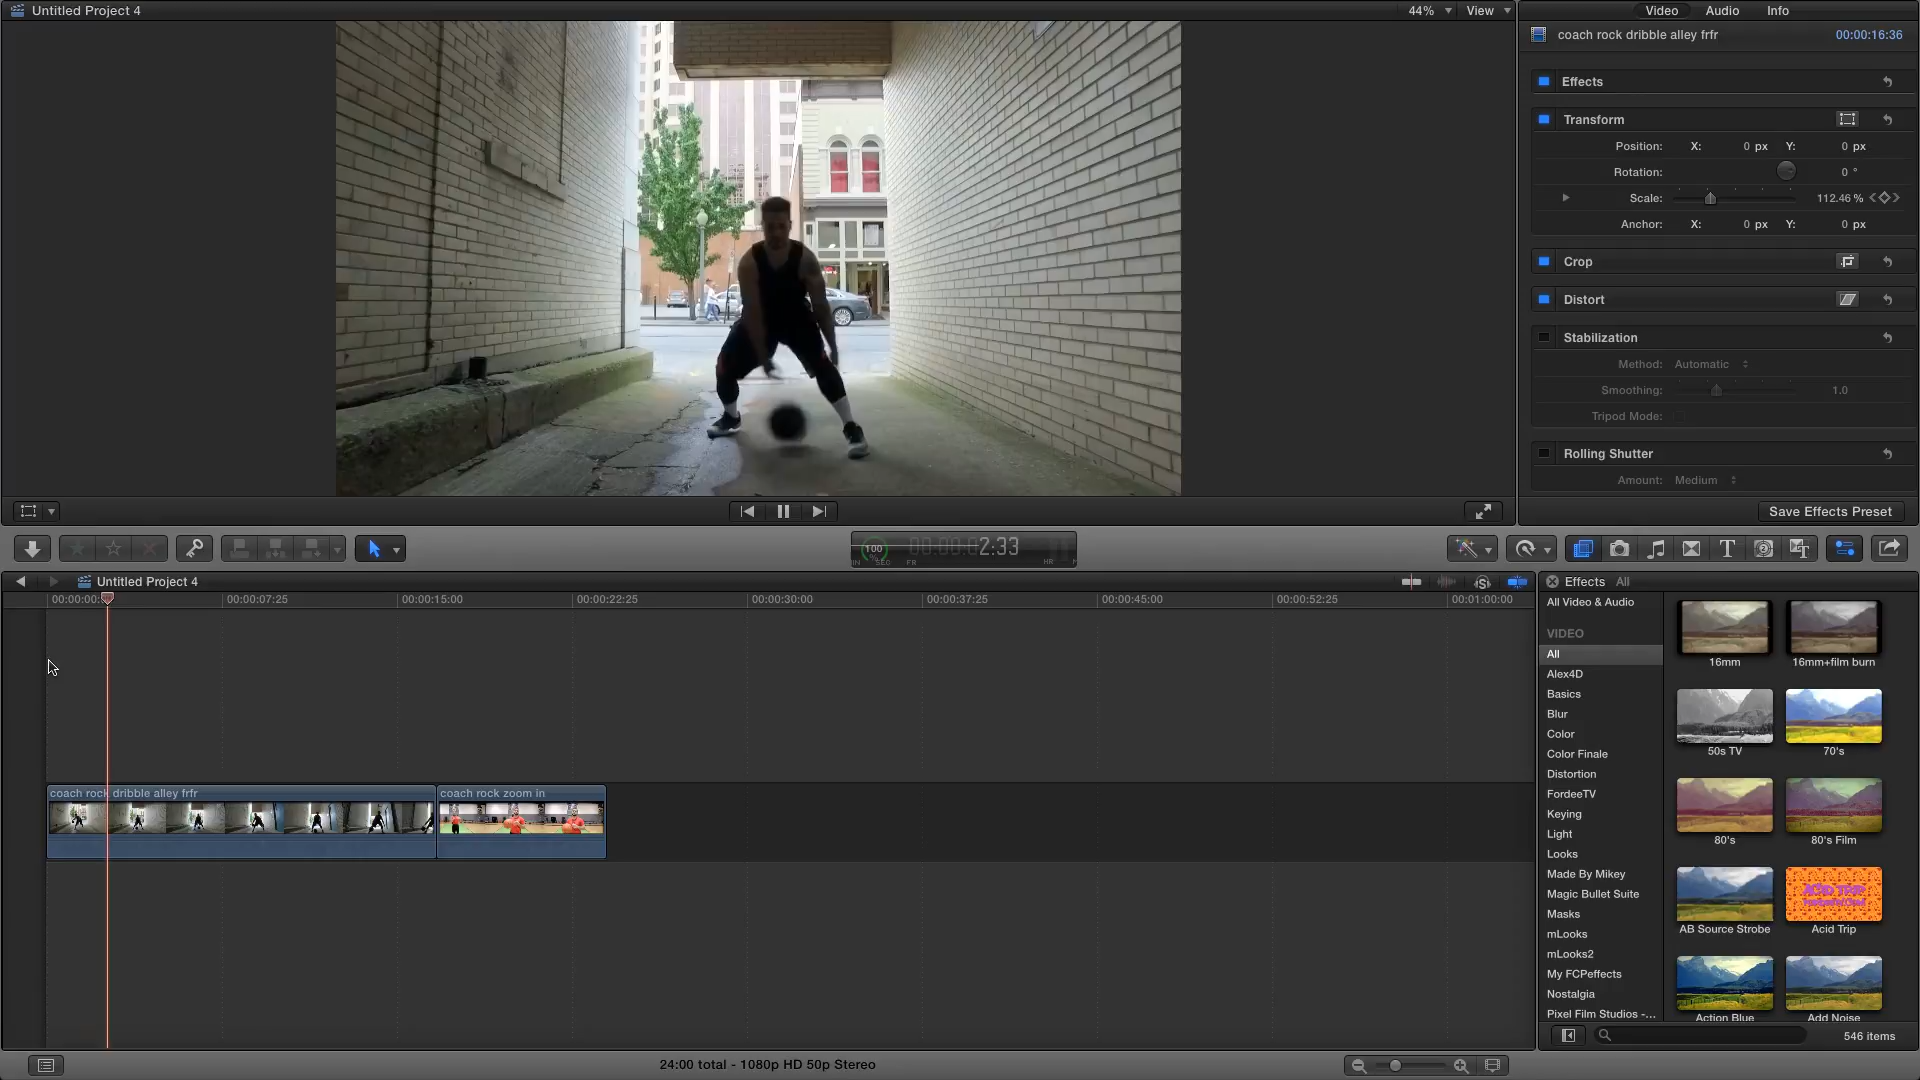 Untitled Project 4
44%
View
Video
Audio
Info
coach rock dribble alley frfr
00:00:16:36
Effects
Transform
Position: X: 0 px Y: 0 px
Rotation: 0 °
Scale: 112.46 %
Anchor: X: 0 px Y: 0 px
Crop
Distort
Stabilization
Method: Automatic
Smoothing: 1.0
Tripod Mode:
Rolling Shutter
Amount: Medium
Save Effects Preset
100
2:33
SEC FR HR
Untitled Project 4
00:00:00: 00:00:07:25 00:00:15:00 00:00:22:25 00:00:30:00 00:00:37:25 00:00:45:00 00:00:52:25 00:01:00:00
coach rock dribble alley frfr
coach rock zoom in
Effects All
All Video & Audio
VIDEO
All
Alex4D
Basics
Blur
Color
Color Finale
Distortion
FordeeTV
Keying
Light
Looks
Made By Mikey
Magic Bullet Suite
Masks
mLooks
mLooks2
My FCPeffects
Nostalgia
Pixel Film Studios -...
16mm
16mm+film burn
50s TV
70's
80's
80's Film
AB Source Strobe
ACID TRIP
Acid Trip
Action Blue
Add Noise
546 items
24:00 total - 1080p HD 50p Stereo